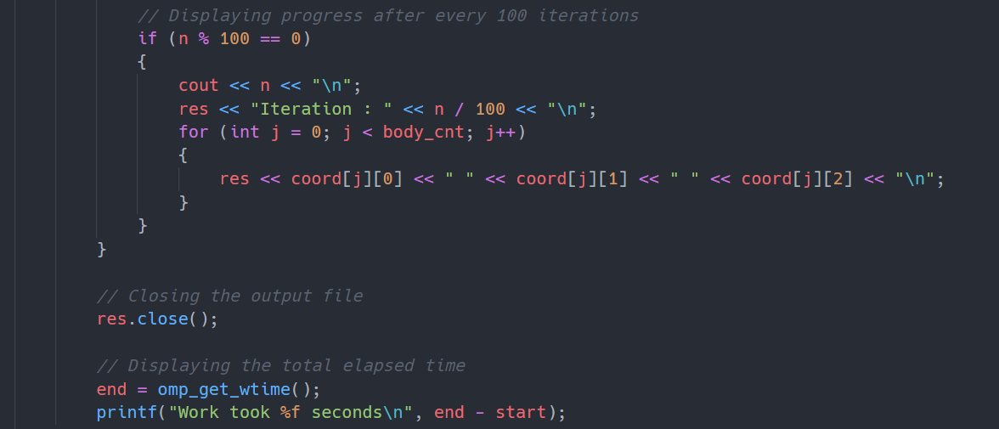 // Displaying progress after every 100 iterations
if (n % 100 == 0)
{
cout << n << "\n";
res << "Iteration : " << n / 100 << "\n";
for (int j = 0; j < body_cnt; j++)
{
res << coord[j][0] << " " << coord[j][1] << " " << coord[j][2] << "\n";
}
}
}
// Closing the output file
res.close();
// Displaying the total elapsed time
end = omp_get_wtime();
printf("Work took %f seconds\n", end - start);